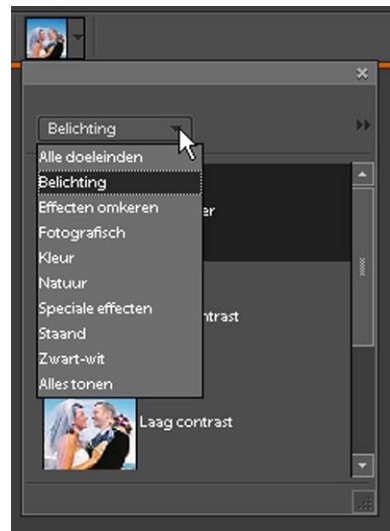 Belichting
Alle doeleinden
Belichting
Effecten omkeren
Fotografisch
Kleur
Natuur
Speciale effecten
Staand
Zwart-wit
Alles tonen
er
ntrast
Laag contrast